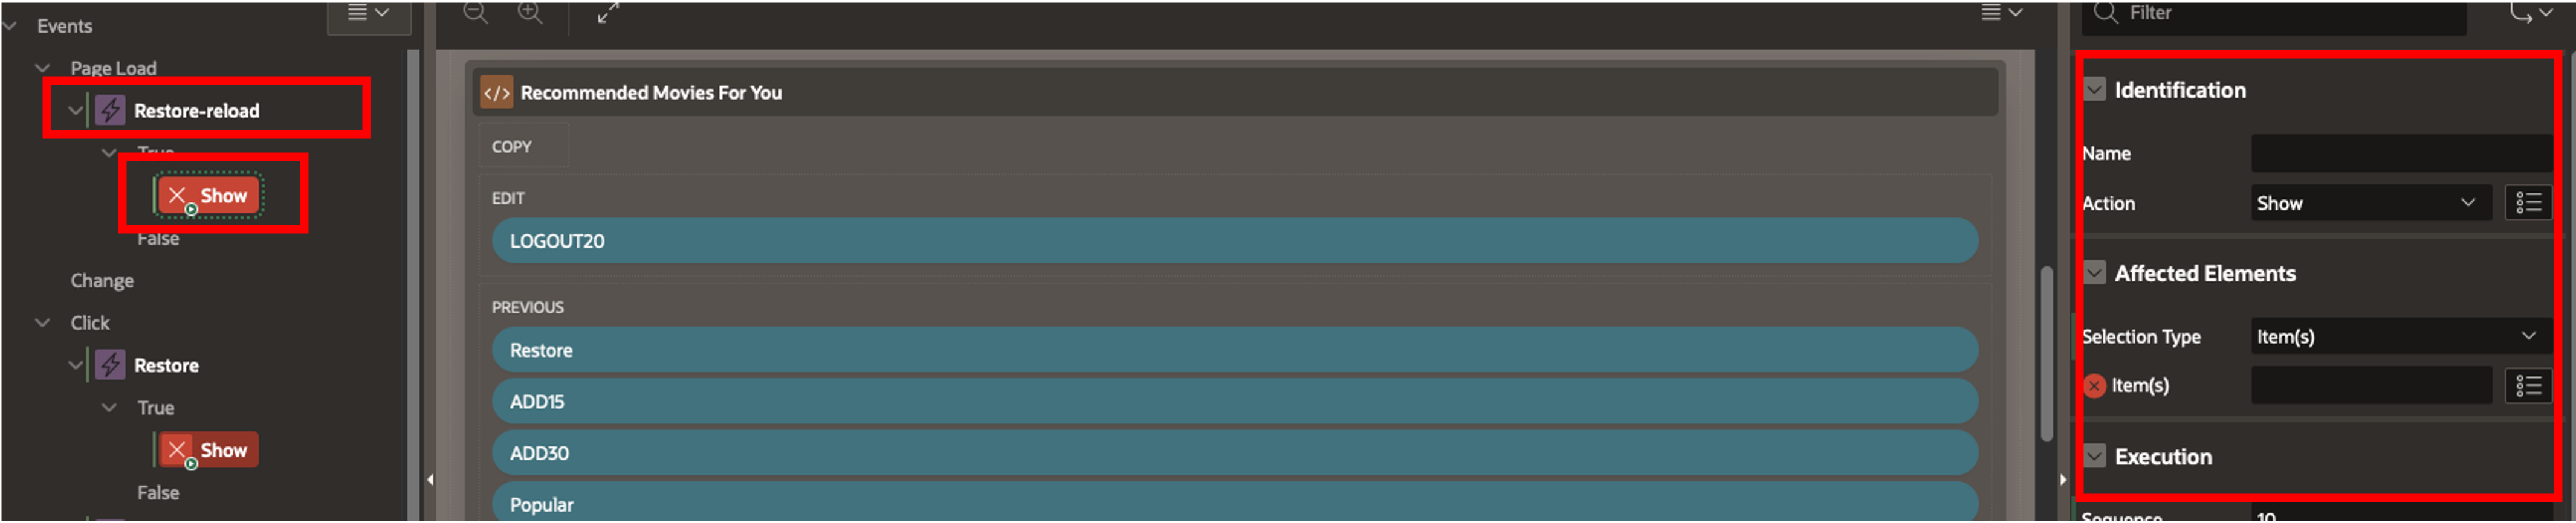 Events
Page Load
Restore-reload
True
Show
False
Change
Click
Restore
True
Show
False
Recommended Movies For You
COPY
EDIT
LOGOUT20
PREVIOUS
Restore
ADD15
ADD30
Popular
Filter
Identification
Name
Action Show
Affected Elements
Selection Type Item(s)
Item(s)
Execution
Sequence 10